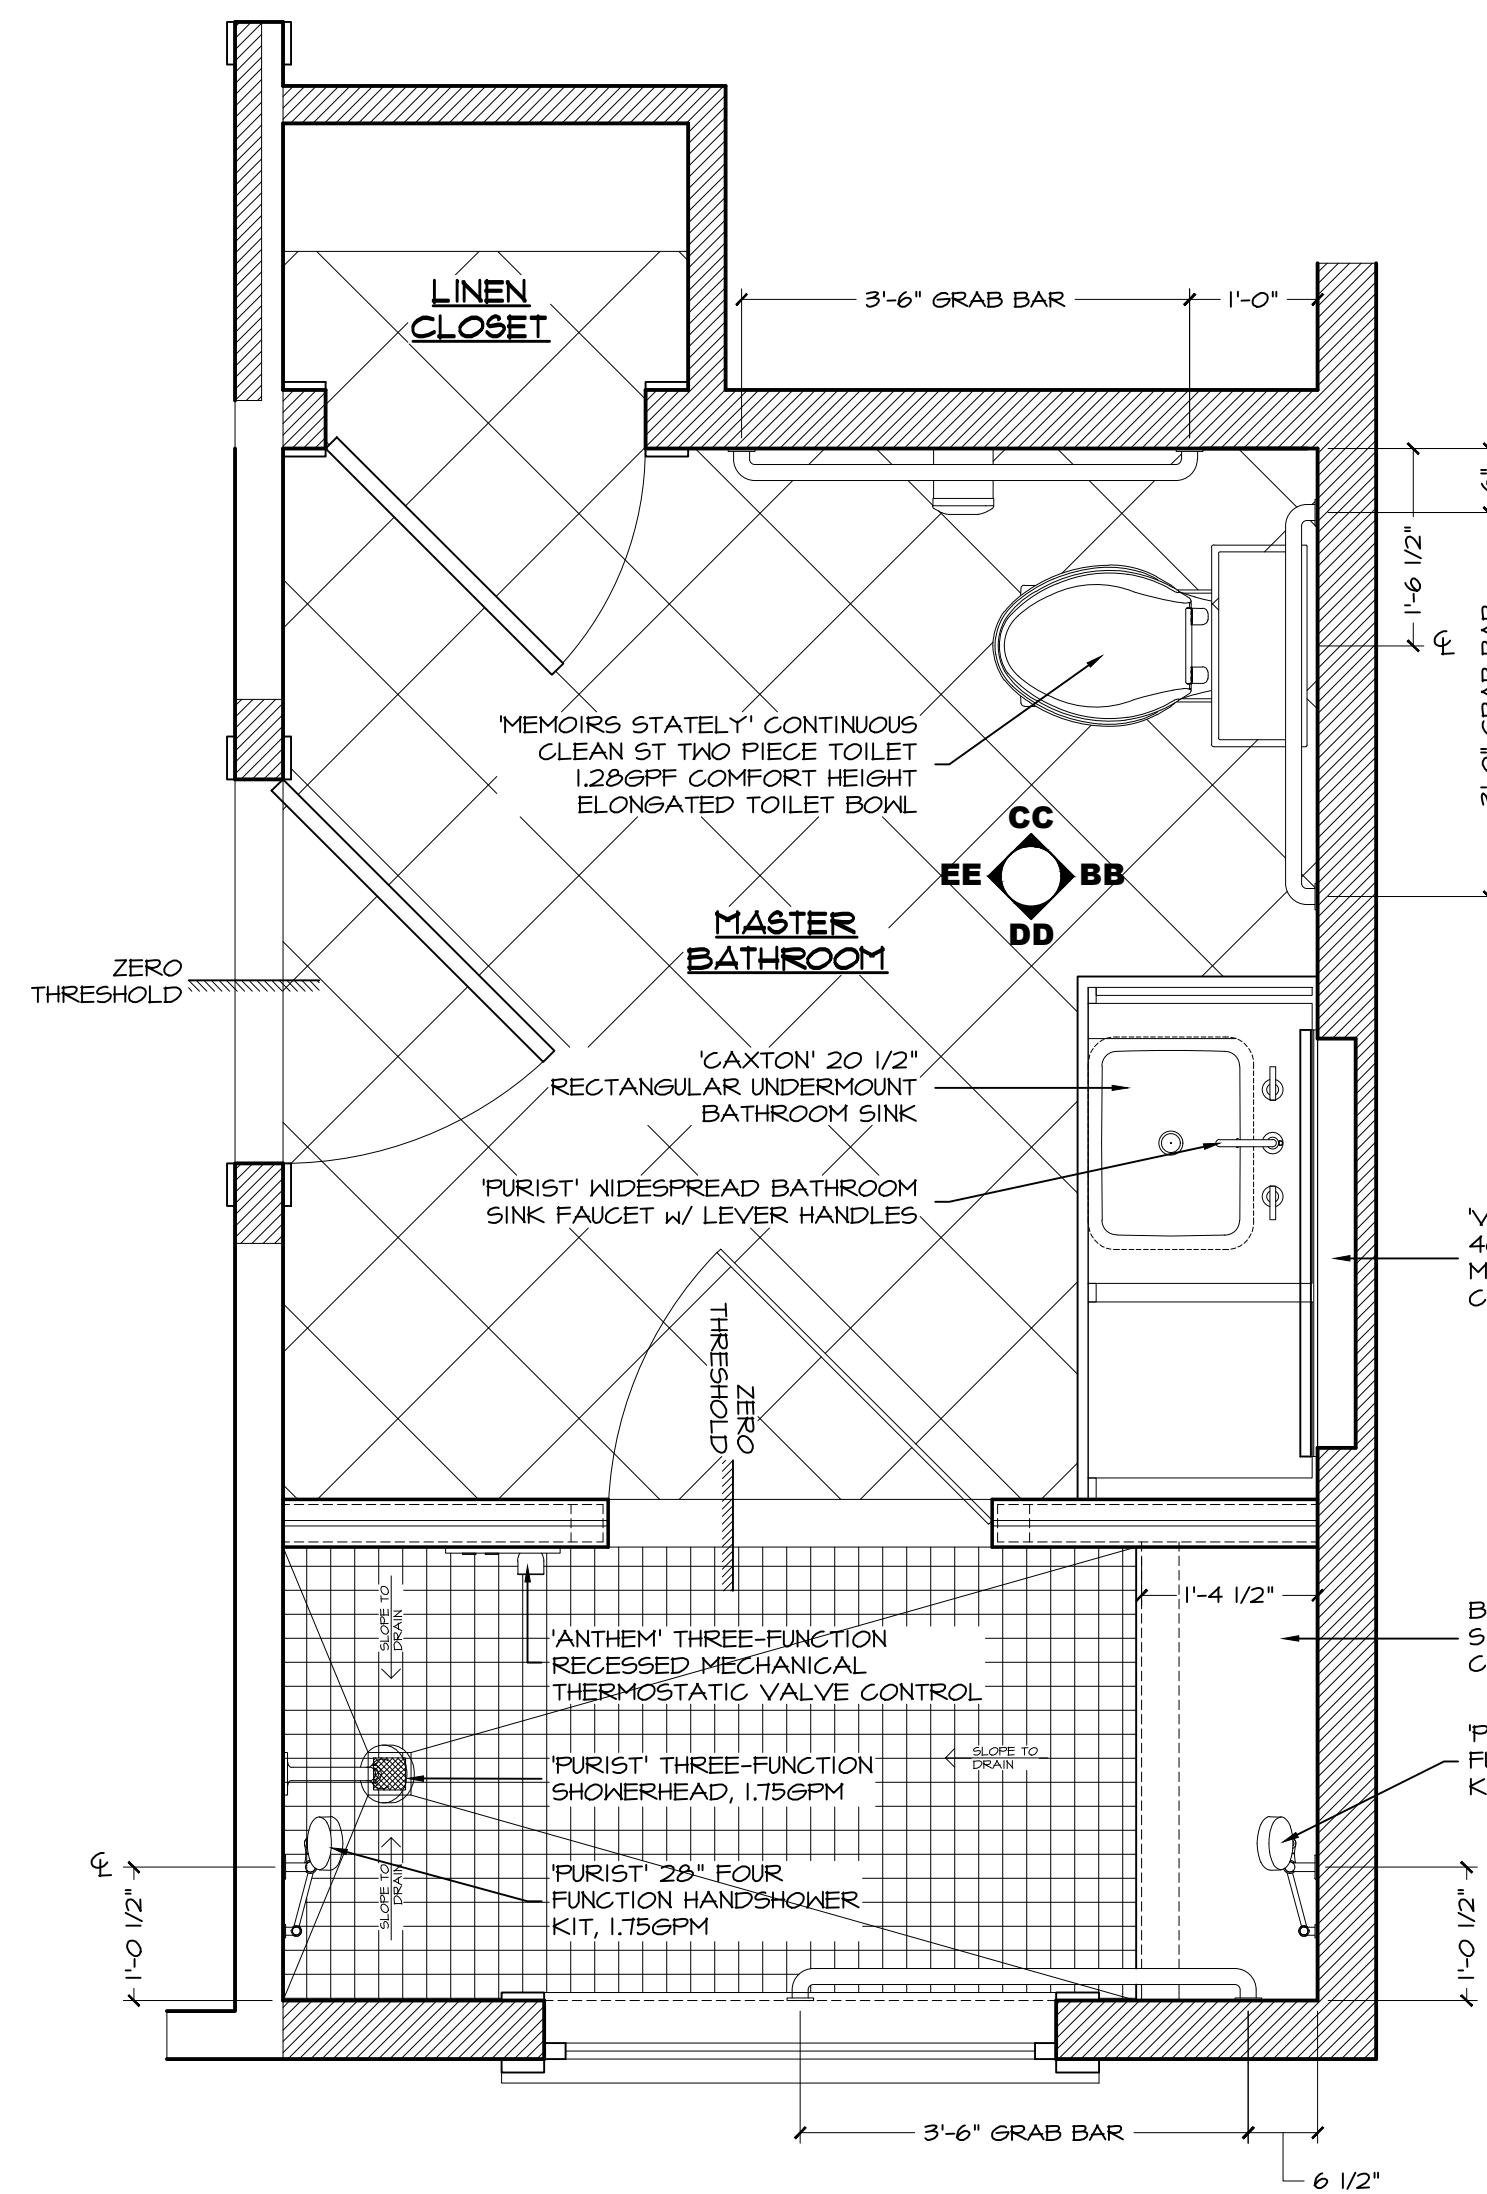 LINEN
CLOSET
3'-6" GRAB BAR
1'-0"
6"
1'-6 1/2"
℄
GRAB BAR
'MEMOIRS STATELY' CONTINUOUS
CLEAN ST TWO PIECE TOILET
1.28GPF COMFORT HEIGHT
ELONGATED TOILET BOWL
CC
EE
BB
DD
MASTER
BATHROOM
ZERO
THRESHOLD
'CAXTON' 20 1/2"
RECTANGULAR UNDERMOUNT
BATHROOM SINK
'PURIST' WIDESPREAD BATHROOM
SINK FAUCET w/ LEVER HANDLES
ZERO
THRESHOLD
1'-4 1/2"
SLOPE TO
DRAIN
'ANTHEM' THREE-FUNCTION
RECESSED MECHANICAL
THERMOSTATIC VALVE CONTROL
'PURIST' THREE-FUNCTION
SHOWERHEAD, 1.75GPM
SLOPE TO
DRAIN
'PURIST' 28" FOUR
FUNCTION HANDSHOWER
KIT, 1.75GPM
SLOPE TO
DRAIN
℄
1'-0 1/2"
1'-0 1/2"
3'-6" GRAB BAR
6 1/2"